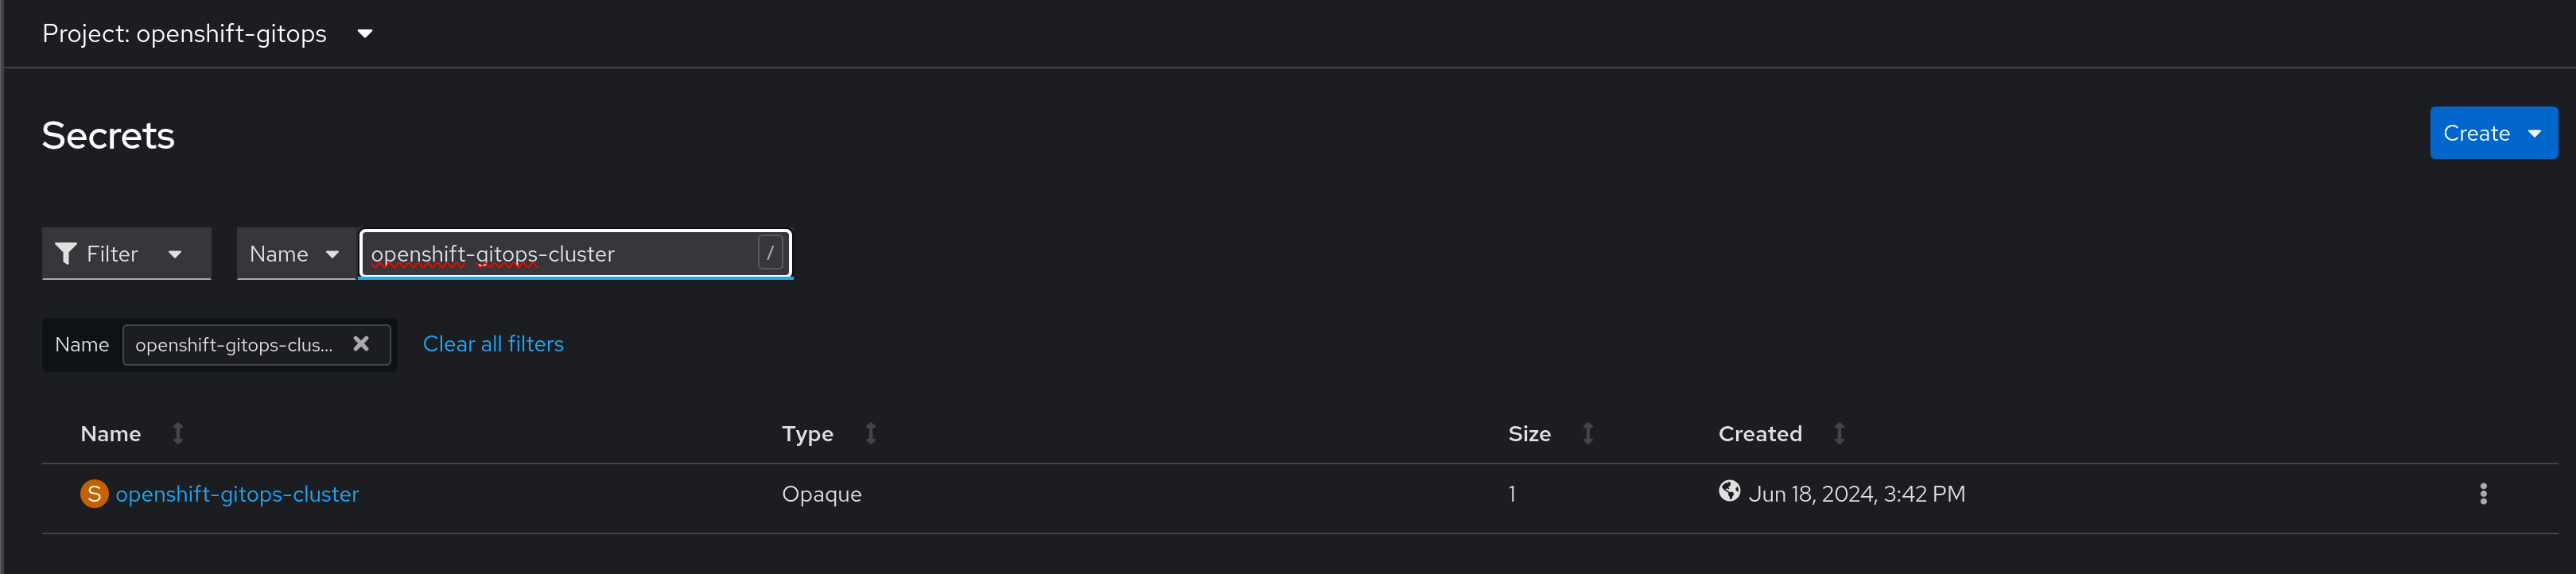 Project: openshift-gitops
Secrets
Create
Filter Name openshift-gitops-cluster /
Name openshift-gitops-clus... Clear all filters
Name Type Size Created
S openshift-gitops-cluster Opaque 1 Jun 18, 2024, 3:42 PM